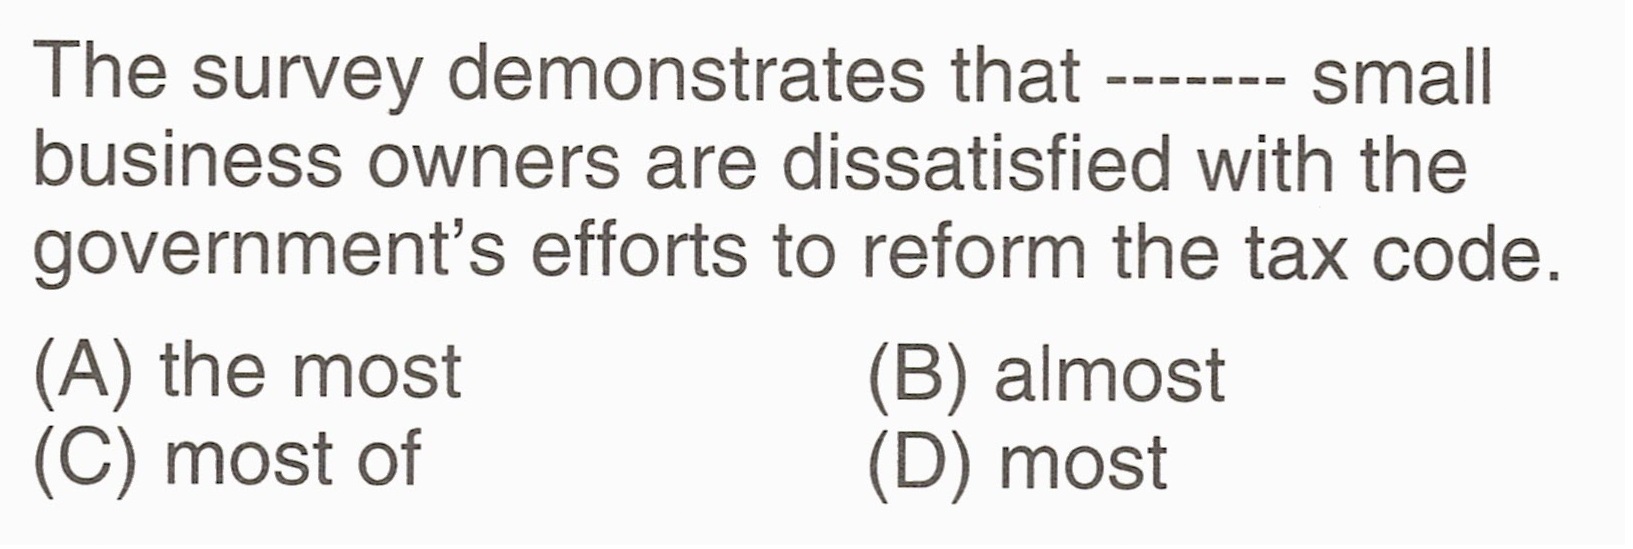 The survey demonstrates that ------- small
business owners are dissatisfied with the
government's efforts to reform the tax code.
(A) the most
(B) almost
(C) most of
(D) most